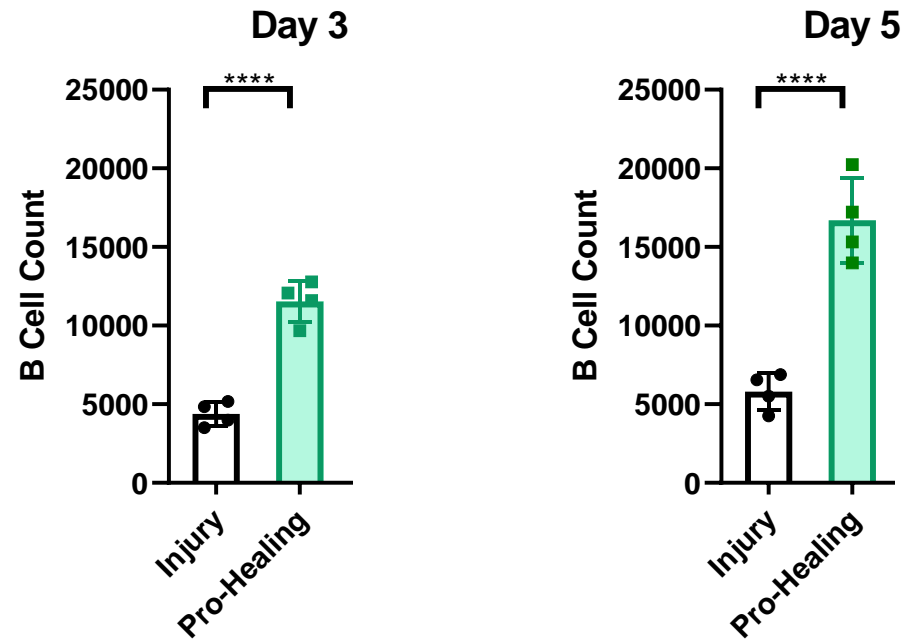 Day 3
****
25000
20000
15000
10000
5000
0
B Cell Count
Injury
Pro-Healing
Day 5
****
25000
20000
15000
10000
5000
0
B Cell Count
Injury
Pro-Healing